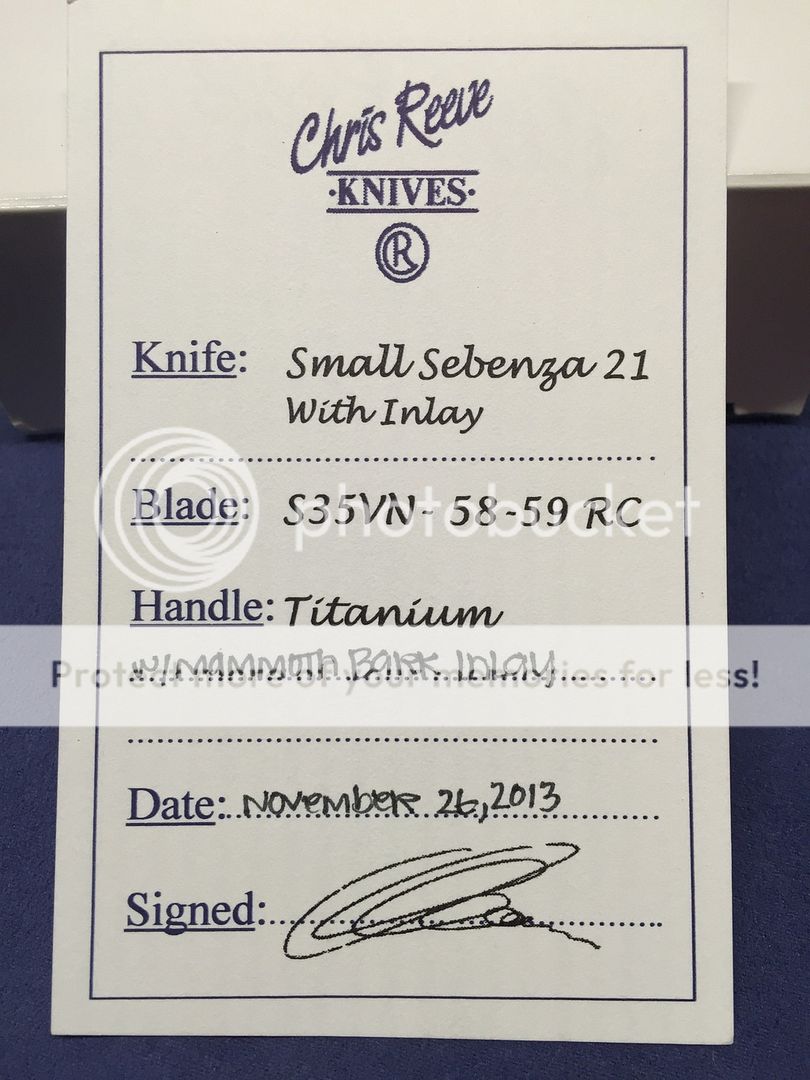 Chris Reeve
·KNIVES·
R
Knife: Small Sebenza 21
With Inlay
Blade: S35VN- 58-59 RC
photobucket
Handle: Titanium
W/MAMMOTH BARK INLAY
Protect more of your memories for less!
Date: NOVEMBER 26, 2013
Signed: